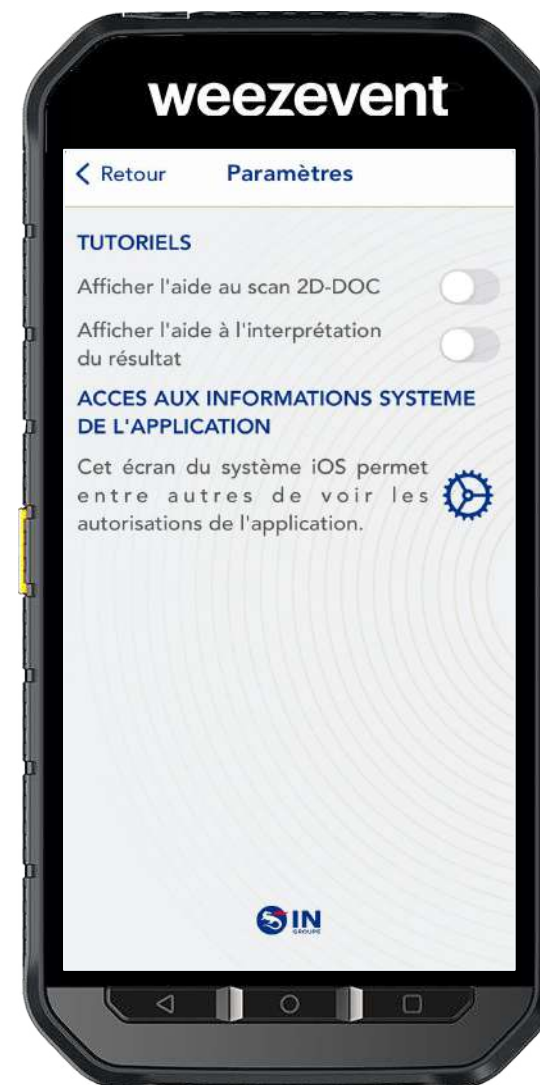 weezevent
Retour Paramètres
TUTORIELS
Afficher l'aide au scan 2D-DOC
Afficher l'aide à l'interprétation
du résultat
ACCES AUX INFORMATIONS SYSTEME
DE L'APPLICATION
Cet écran du système iOS permet
entre autres de voir les
autorisations de l'application.
IN
GROUPE